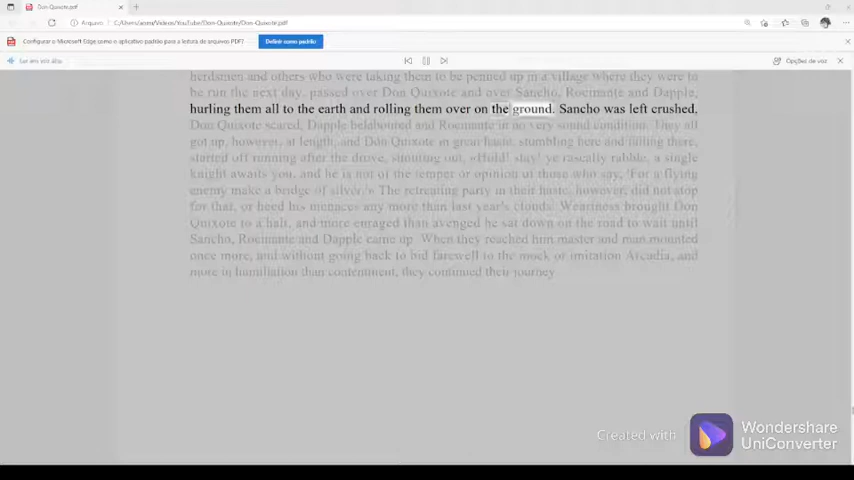 Don-Quixote.pdf
Arquivo
C:/Users/acms/Videos/YouTube/Don-Quixote/Don-Quixote.pdf
Configurar o Microsoft Edge como o aplicativo padrão para a leitura de arquivos PDF?
Definir como padrão
Ler em voz alta
Opções de voz
herdsmen and others who were taking them to be penned up in a village where they were to
be run the next day, passed over Don Quixote and over Sancho, Rocinante and Dapple,
hurling them all to the earth and rolling them over on the ground. Sancho was left crushed,
Don Quixote scared, Dapple belaboured and Rocinante in no very sound condition. They all
got up, however, at length, and Don Quixote in great haste, stumbling here and falling there,
started off running after the drove, shouting out, «Hold! stay! ye rascally rabble, a single
knight awaits you, and he is not of the temper or opinion of those who say, 'For a flying
enemy make a bridge of silver.'» The retreating party in their haste, however, did not stop
for that, or heed his menaces any more than last year's clouds. Weariness brought Don
Quixote to a halt, and more enraged than avenged he sat down on the road to wait until
Sancho, Rocinante and Dapple came up. When they reached him master and man mounted
once more, and without going back to bid farewell to the mock or imitation Arcadia, and
more in humiliation than contentment, they continued their journey
Created with
Wondershare
UniConverter